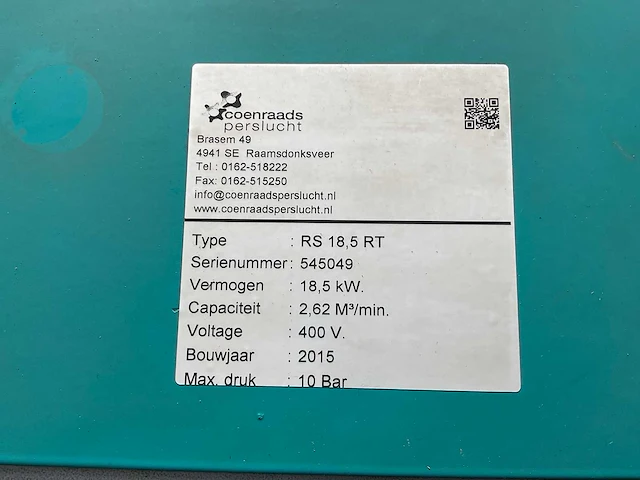 coenraads
perslucht
Brasem 49
4941 SE Raamsdonksveer
Tel : 0162-518222
Fax: 0162-515250
info@coenraadsperslucht.nl
www.coenraadsperslucht.nl
Type : RS 18,5 RT
Serienummer : 545049
Vermogen : 18,5 kW.
Capaciteit : 2,62 M³/min.
Voltage : 400 V.
Bouwjaar : 2015
Max. druk : 10 Bar